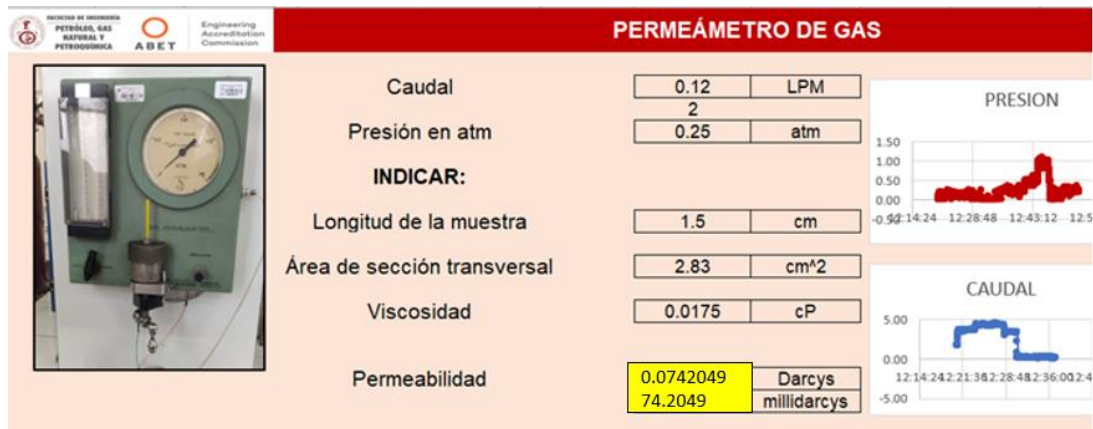 FACULTAD DE INGENIERÍA
PETRÓLEO, GAS
NATURAL Y
PETROQUÍMICA
ABET
Engineering
Accreditation
Commission
PERMEÁMETRO DE GAS
Caudal 0.12 LPM
2
Presión en atm 0.25 atm
INDICAR:
Longitud de la muestra 1.5 cm
Área de sección transversal 2.83 cm^2
Viscosidad 0.0175 cP
Permeabilidad 0.0742049 Darcys
74.2049 millidarcys
PRESION
1.50
1.00
0.50
0.00
-0.50
12:14:24 12:28:48 12:43:12 12:5
CAUDAL
5.00
0.00
12:14:24 12:21:36 12:28:48 12:36:00 12:4
-5.00